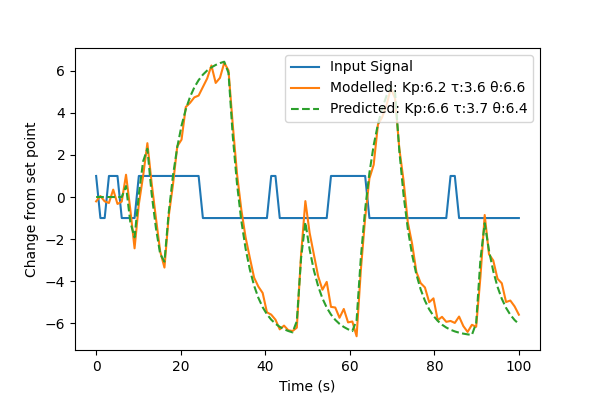 Input Signal
Modelled: Kp:6.2 τ:3.6 θ:6.6
Predicted: Kp:6.6 τ:3.7 θ:6.4
Change from set point
6
4
2
0
−2
−4
−6
0 20 40 60 80 100
Time (s)